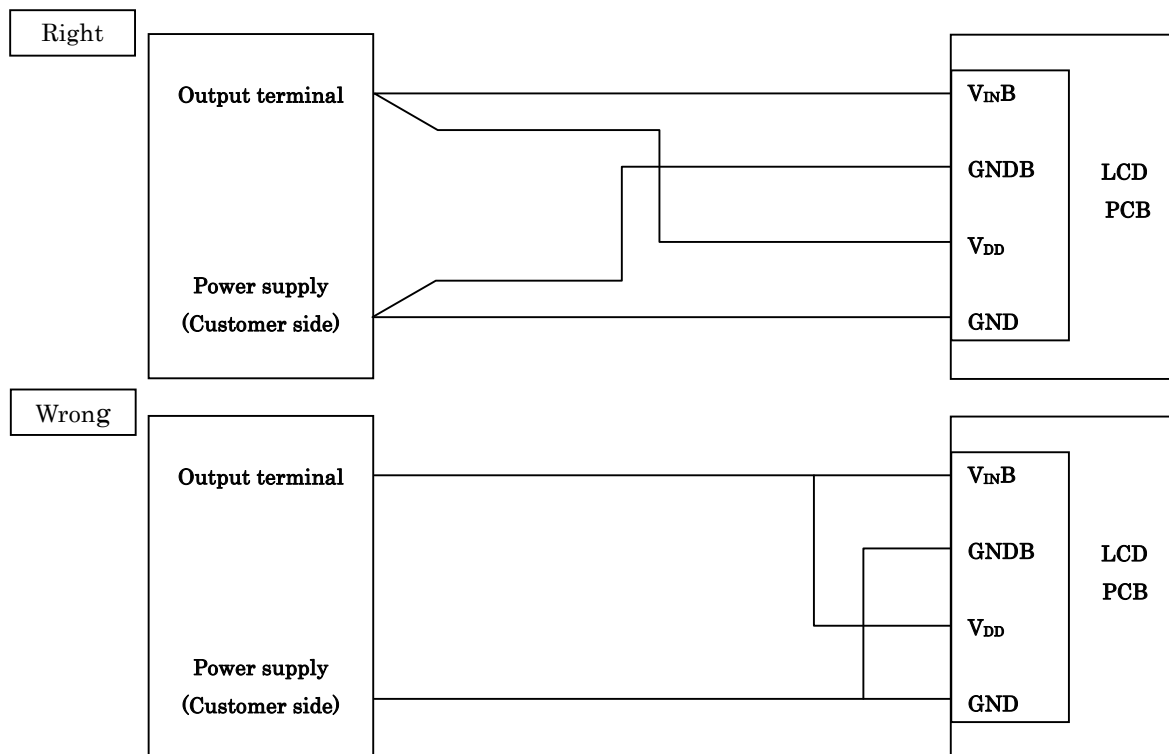 Right
Output terminal
Power supply
(Customer side)
VINB
GNDB
VDD
GND
LCD
PCB
Wrong
Output terminal
Power supply
(Customer side)
VINB
GNDB
VDD
GND
LCD
PCB